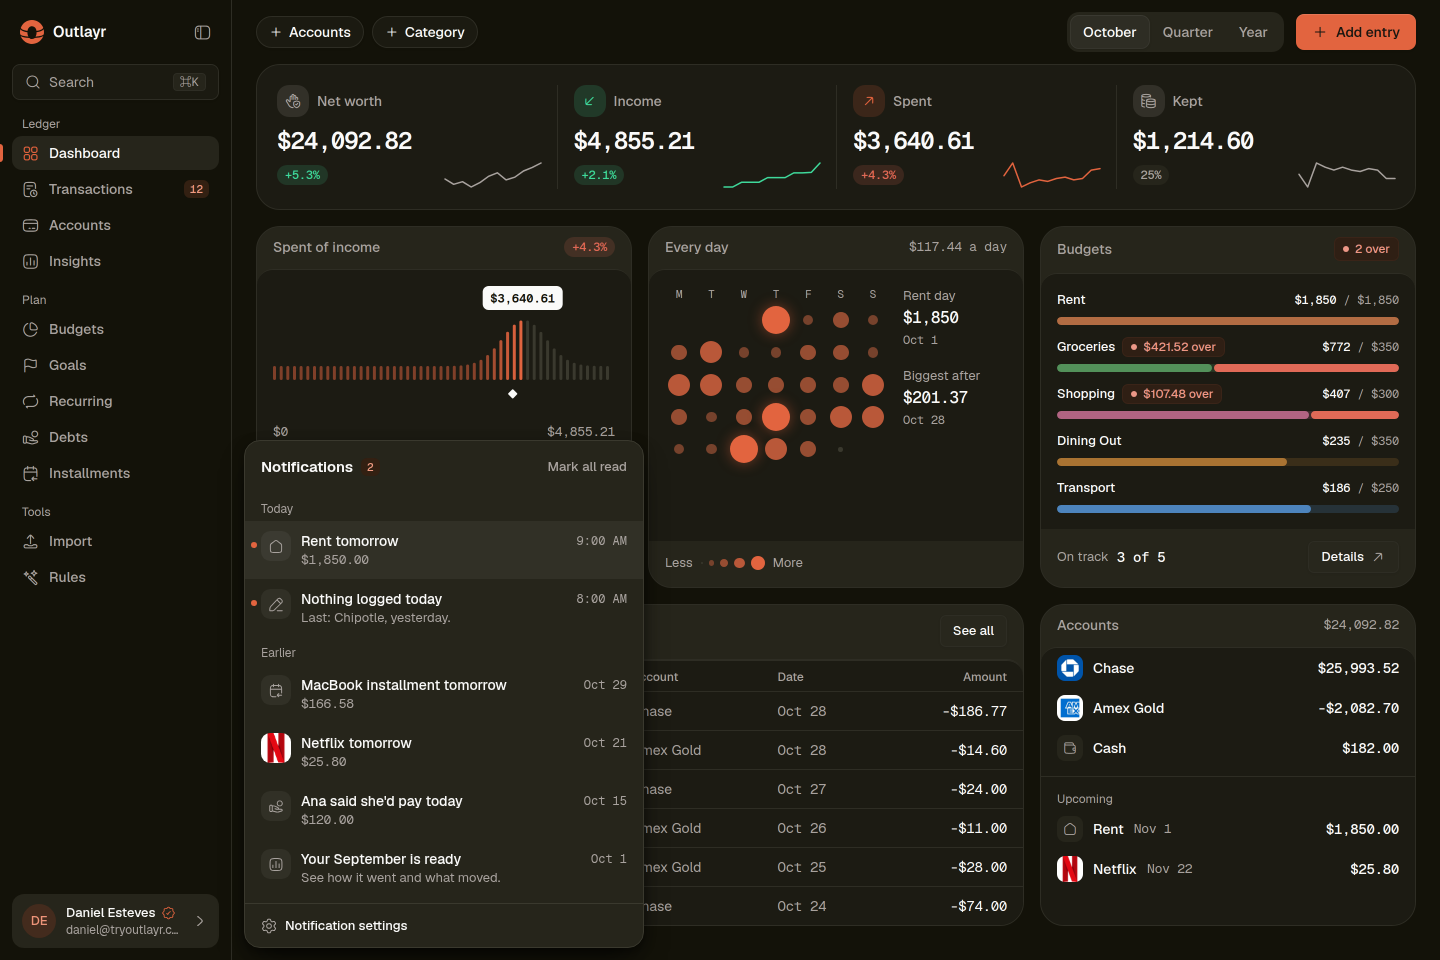 Outlayr
Search ⌘K
Ledger
Dashboard
Transactions 12
Accounts
Insights
Plan
Budgets
Goals
Recurring
Debts
Installments
Tools
Import
Rules
DE
Daniel Esteves
daniel@tryoutlayr.c...
+ Accounts + Category
October Quarter Year
+ Add entry
Net worth
$24,092.82
+5.3%
Income
$4,855.21
+2.1%
Spent
$3,640.61
+4.3%
Kept
$1,214.60
25%
Spent of income +4.3%
$3,640.61
$0 $4,855.21
Every day $117.44 a day
M T W T F S S
Rent day
$1,850
Oct 1
Biggest after
$201.37
Oct 28
Less More
Budgets 2 over
Rent $1,850 / $1,850
Groceries $421.52 over $772 / $350
Shopping $107.48 over $407 / $300
Dining Out $235 / $350
Transport $186 / $250
On track 3 of 5 Details
Notifications 2 Mark all read
Today
Rent tomorrow 9:00 AM
$1,850.00
Nothing logged today 8:00 AM
Last: Chipotle, yesterday.
Earlier
MacBook installment tomorrow Oct 29
$166.58
Netflix tomorrow Oct 21
$25.80
Ana said she'd pay today Oct 15
$120.00
Your September is ready Oct 1
See how it went and what moved.
Notification settings
See all
count Date Amount
hase Oct 28 -$186.77
mex Gold Oct 28 -$14.60
hase Oct 27 -$24.00
mex Gold Oct 26 -$11.00
mex Gold Oct 25 -$28.00
hase Oct 24 -$74.00
Accounts $24,092.82
Chase $25,993.52
AM
EX
Amex Gold -$2,082.70
Cash $182.00
Upcoming
Rent Nov 1 $1,850.00
N
Netflix Nov 22 $25.80